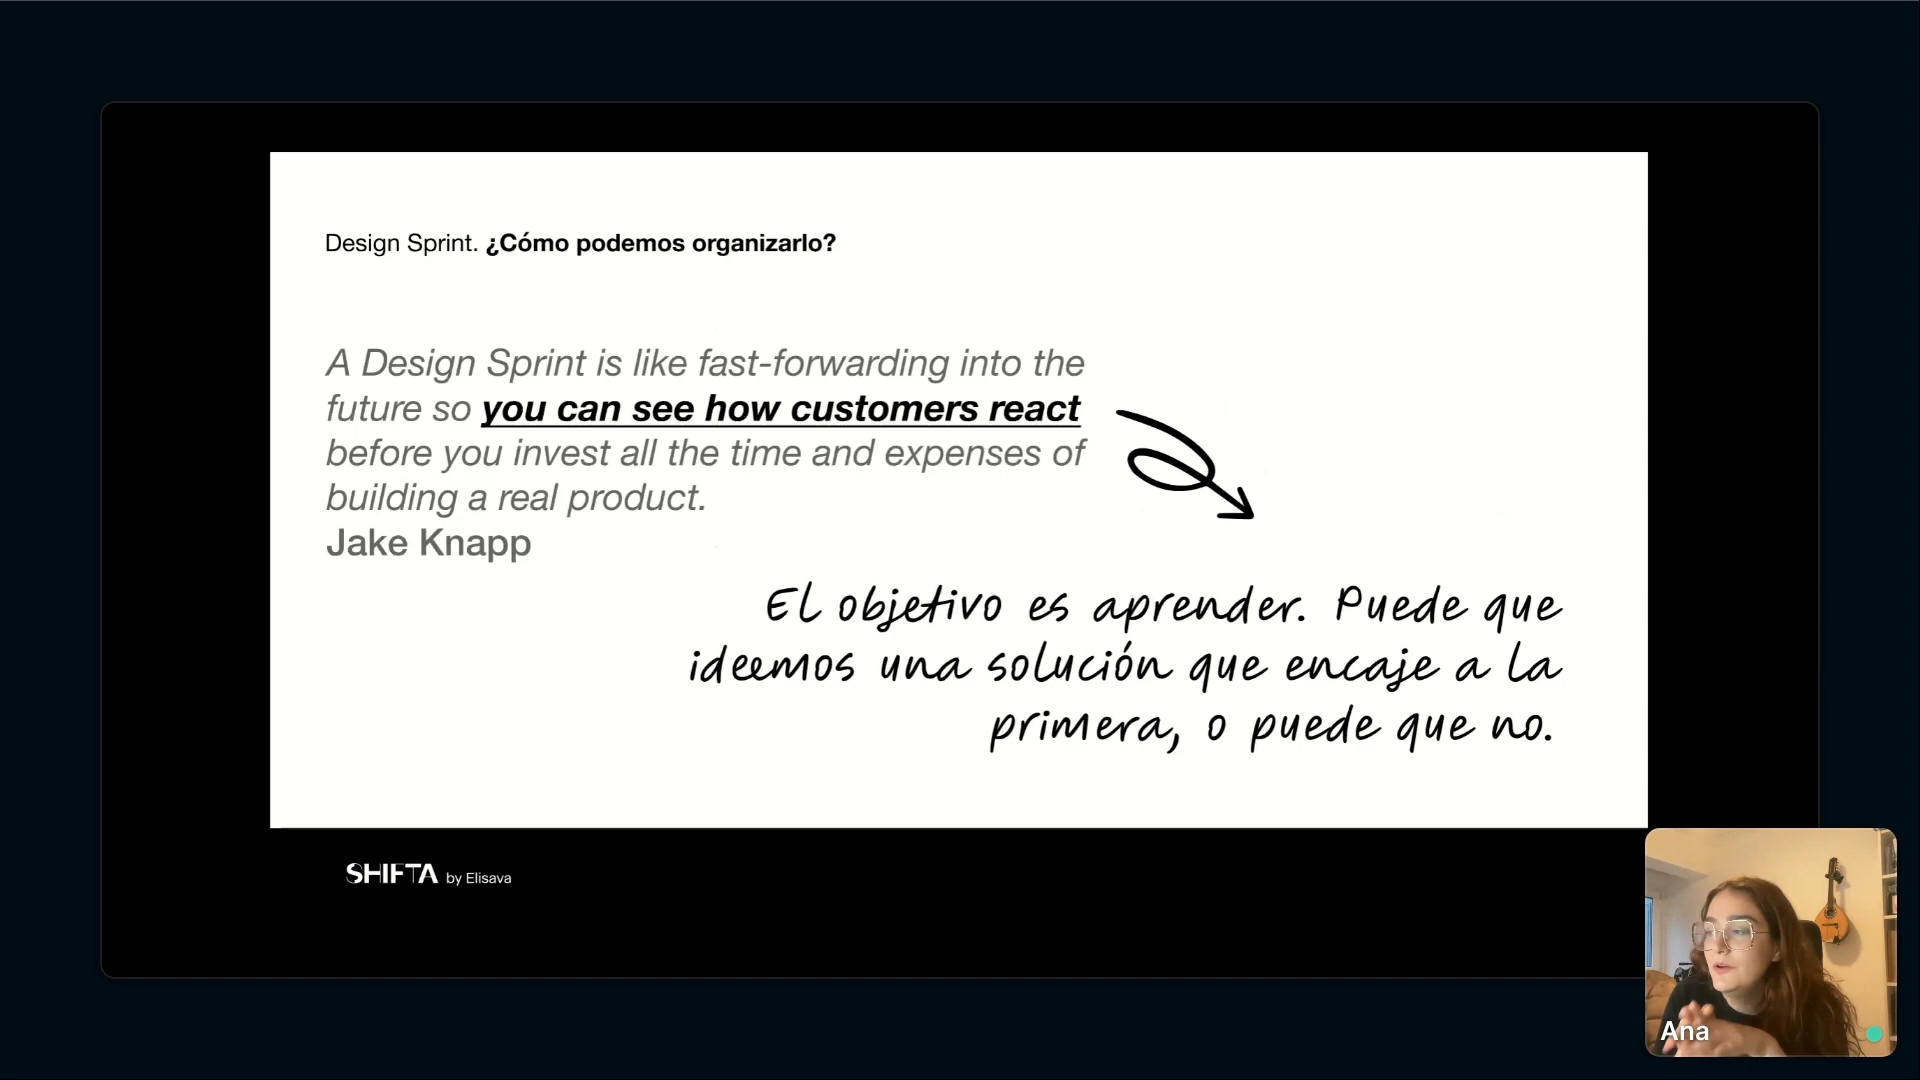 Design Sprint. ¿Cómo podemos organizarlo?
A Design Sprint is like fast-forwarding into the
future so you can see how customers react
before you invest all the time and expenses of
building a real product.
Jake Knapp
El objetivo es aprender. Puede que
ideemos una solución que encaje a la
primera, o puede que no.
SHIFTA by Elisava
Ana